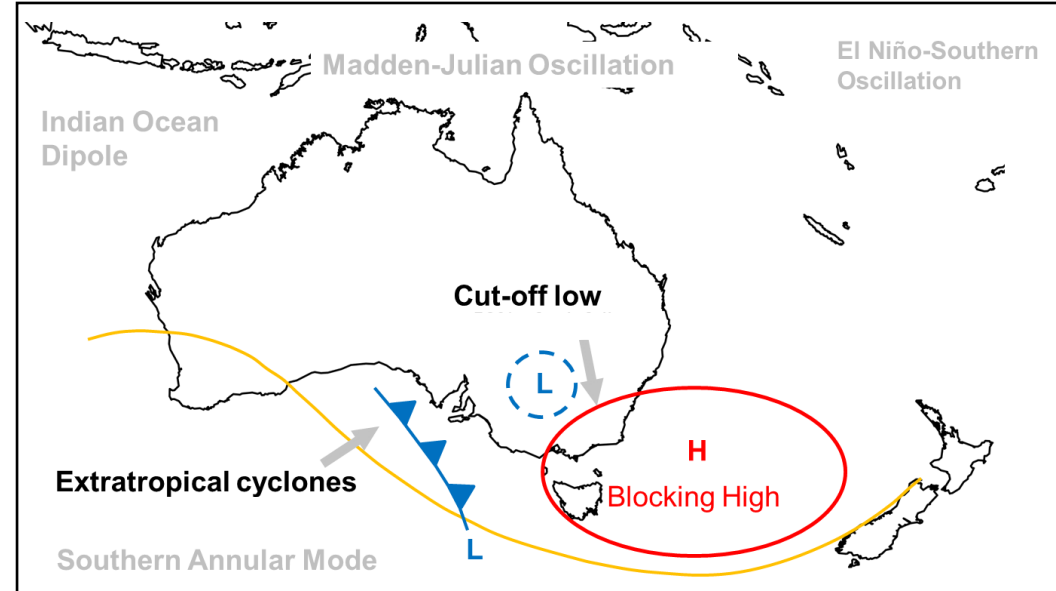 Madden-Julian Oscillation
El Niño-Southern
Oscillation
Indian Ocean
Dipole
Cut-off low
L
H
Blocking High
Extratropical cyclones
L
Southern Annular Mode